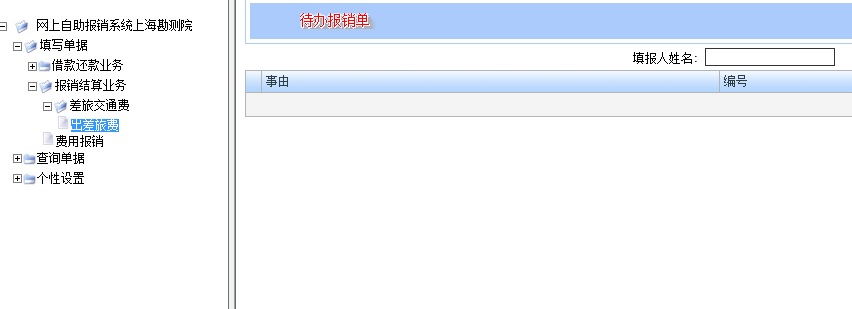 网上自助报销系统上海勘测院
填写单据
借款还款业务
报销结算业务
差旅交通费
出差旅费
费用报销
查询单据
个性设置
待办报销单
填报人姓名:
事由 编号